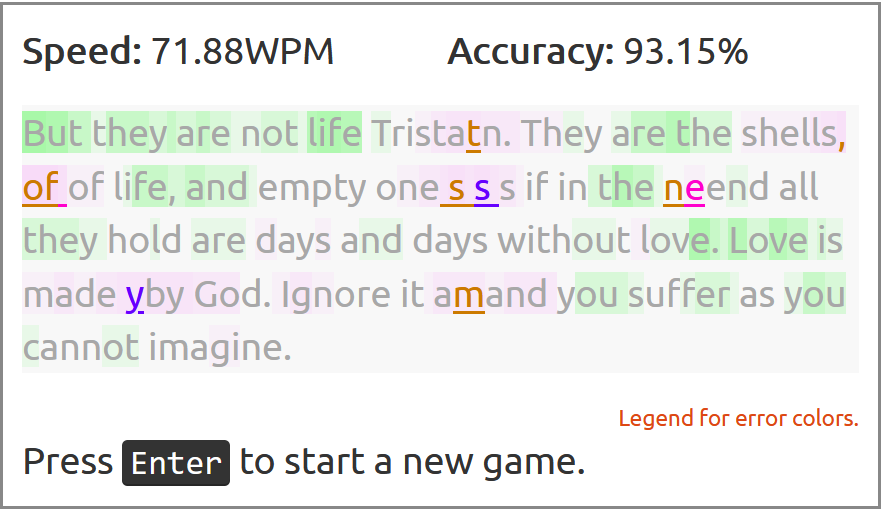 Speed: 71.88WPM Accuracy: 93.15%
But they are not life Tristatn. They are the shells,
of of life, and empty one s s s if in the neend all
they hold are days and days without love. Love is
made yby God. Ignore it amand you suffer as you
cannot imagine.
Legend for error colors.
Press Enter to start a new game.